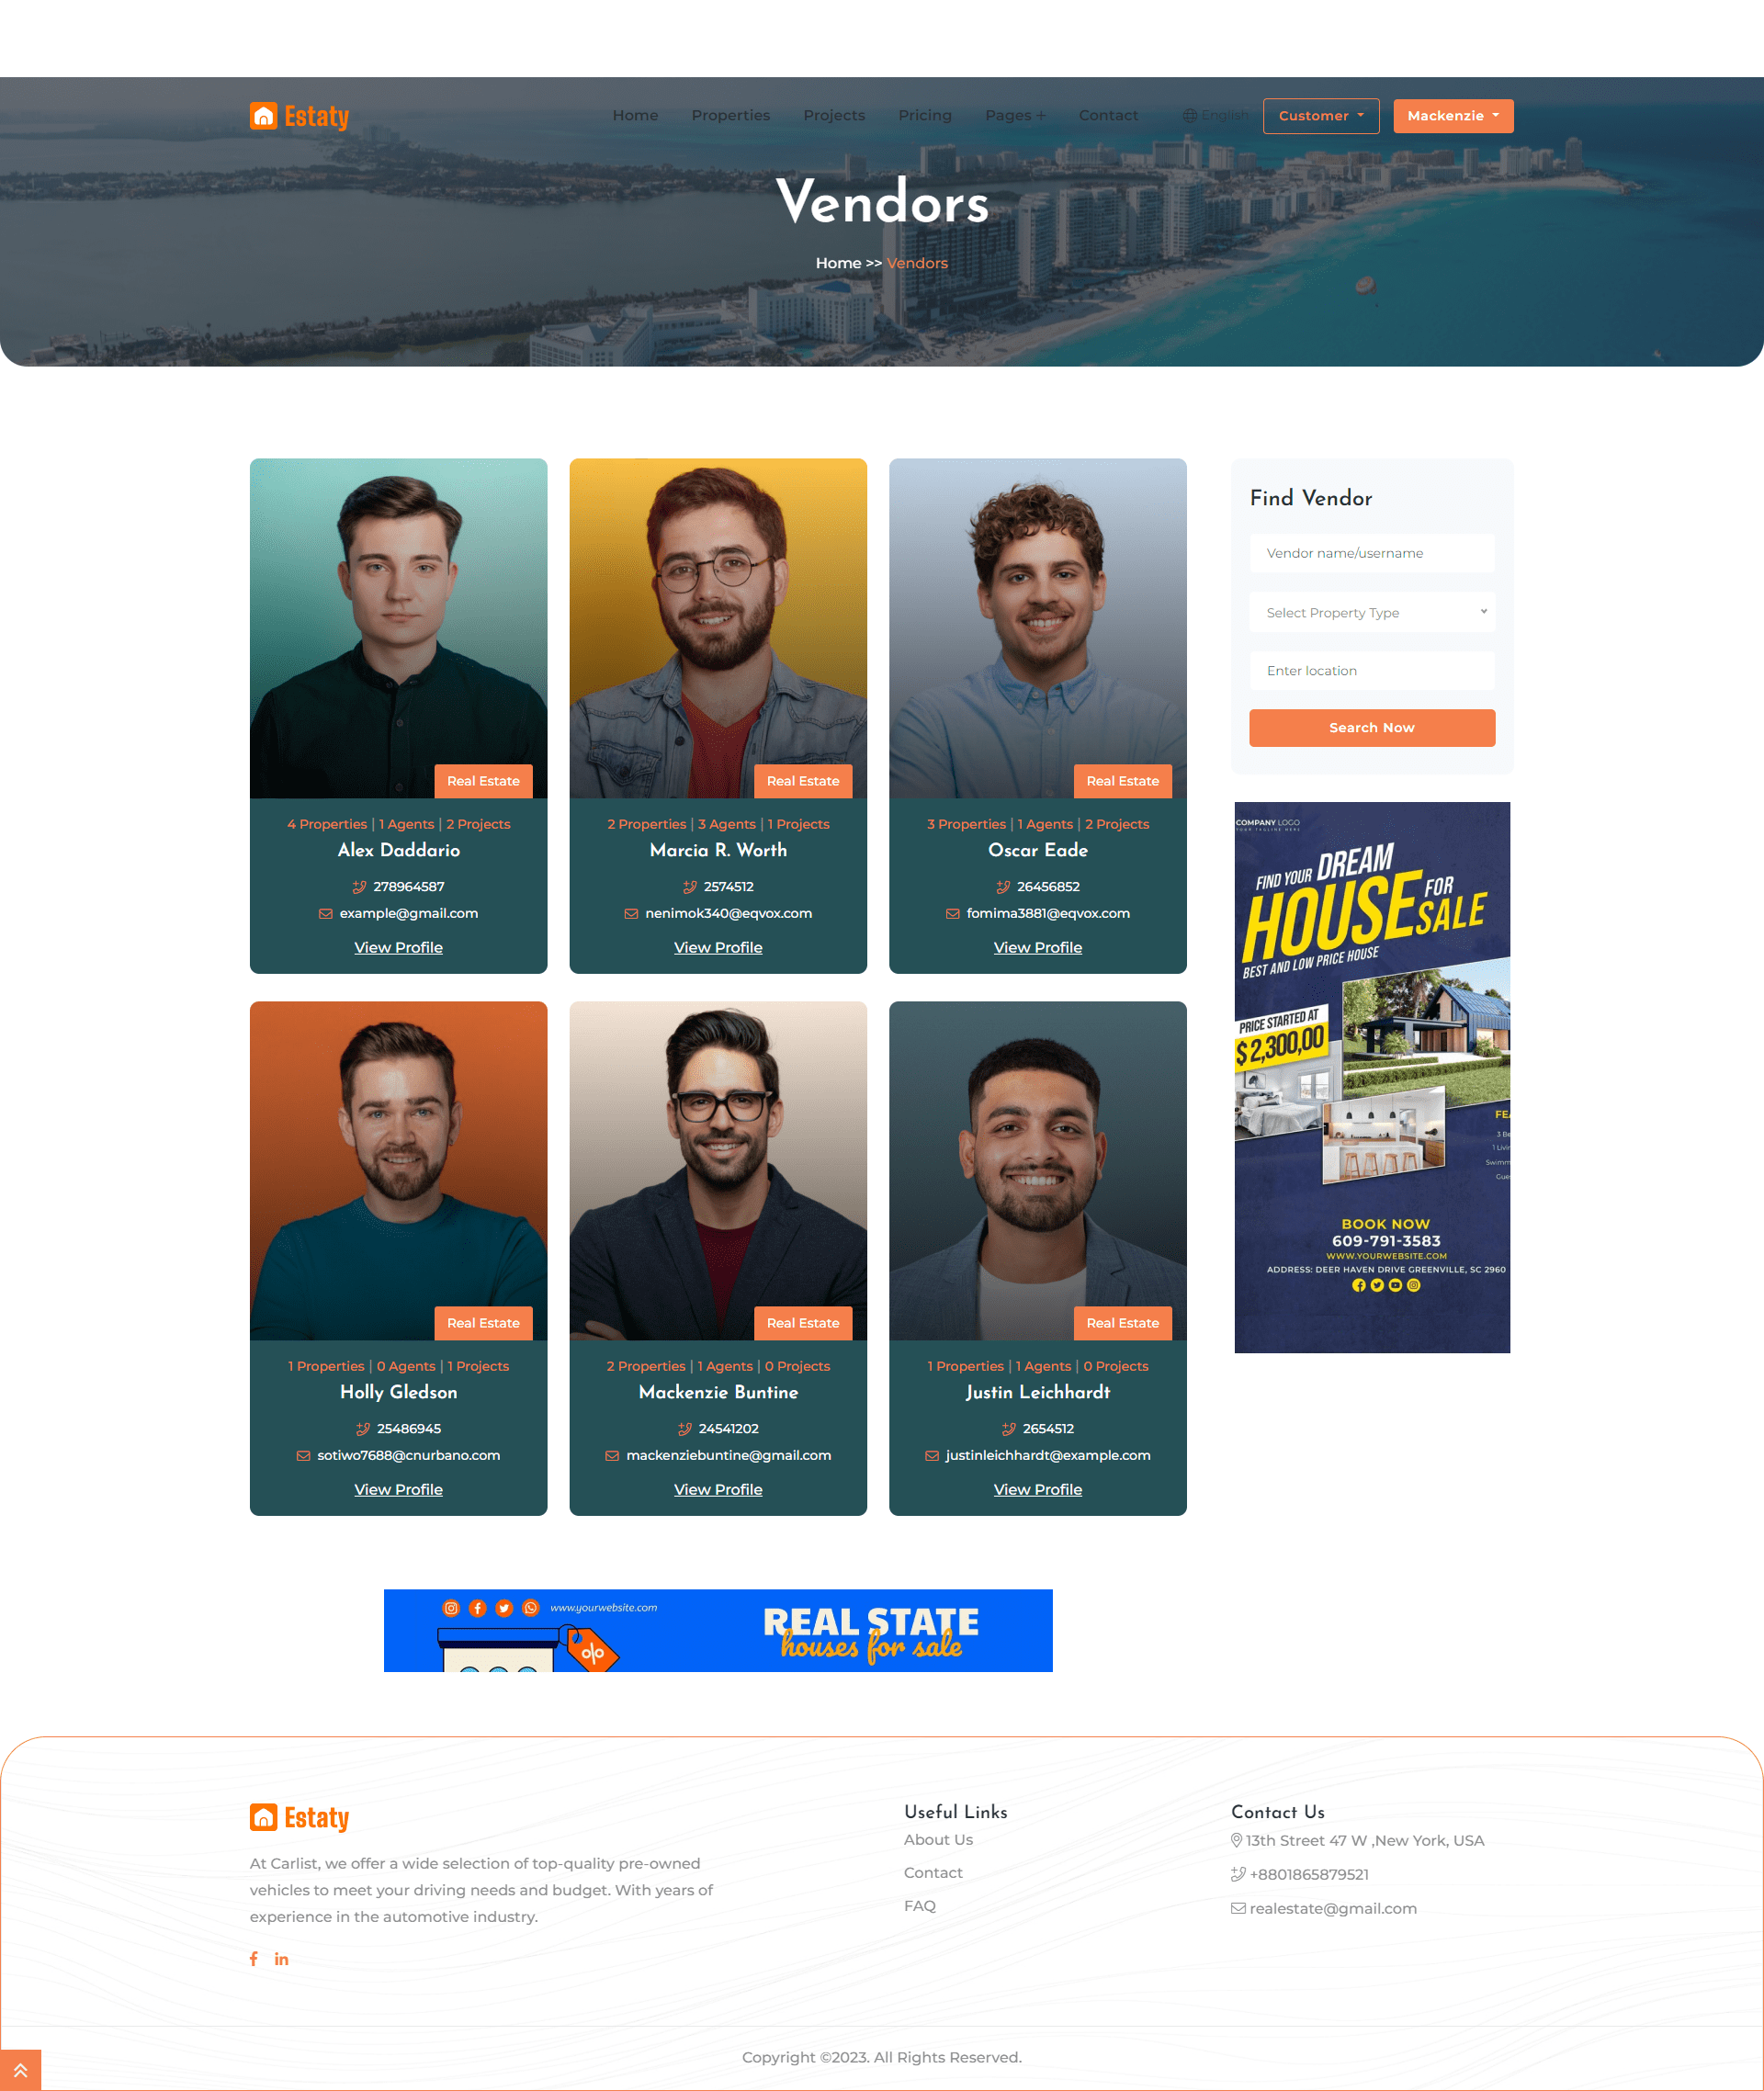 Estaty
Home Properties Projects Pricing Pages + Contact English Customer Mackenzie
Vendors
Home >> Vendors
Real Estate
4 Properties | 1 Agents | 2 Projects
Alex Daddario
278964587
example@gmail.com
View Profile
Real Estate
2 Properties | 3 Agents | 1 Projects
Marcia R. Worth
2574512
nenimok340@eqvox.com
View Profile
Real Estate
3 Properties | 1 Agents | 2 Projects
Oscar Eade
26456852
fomima3881@eqvox.com
View Profile
Real Estate
1 Properties | 0 Agents | 1 Projects
Holly Gledson
25486945
sotiwo7688@cnurbano.com
View Profile
Real Estate
2 Properties | 1 Agents | 0 Projects
Mackenzie Buntine
24541202
mackenziebuntine@gmail.com
View Profile
Real Estate
1 Properties | 1 Agents | 0 Projects
Justin Leichhardt
2654512
justinleichhardt@example.com
View Profile
Find Vendor
Vendor name/username
Select Property Type
Enter location
Search Now
COMPANY LOGO
YOUR TAGLINE HERE
FIND YOUR DREAM
HOUSE FOR
SALE
BEST AND LOW PRICE HOUSE
PRICE STARTED AT
$ 2,300,00
FEA
3 Be
1 Livin
Swimm
Gue
BOOK NOW
609-791-3583
WWW.YOURWEBSITE.COM
ADDRESS: DEER HAVEN DRIVE GREENVILLE, SC 2960
www.yourwebsite.com
%
REAL STATE
houses for sale
Estaty
At Carlist, we offer a wide selection of top-quality pre-owned
vehicles to meet your driving needs and budget. With years of
experience in the automotive industry.
Useful Links
About Us
Contact
FAQ
Contact Us
13th Street 47 W ,New York, USA
+8801865879521
realestate@gmail.com
Copyright ©2023. All Rights Reserved.